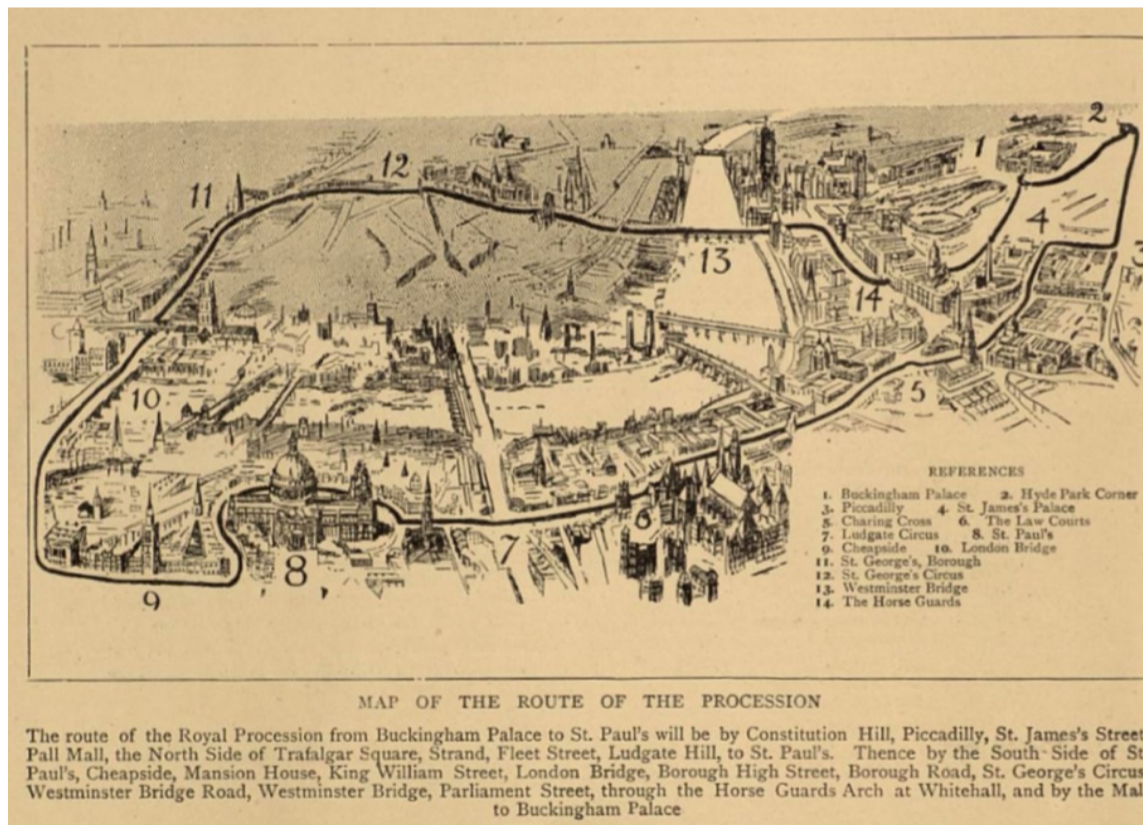 2
1
12
11
4
3
13
14
10
5
6
7
8
9
REFERENCES
1. Buckingham Palace 2. Hyde Park Corner
3. Piccadilly 4. St. James's Palace
5. Charing Cross 6. The Law Courts
7. Ludgate Circus 8. St. Paul's
9. Cheapside 10. London Bridge
11. St. George's, Borough
12. St. George's Circus
13. Westminster Bridge
14. The Horse Guards
MAP OF THE ROUTE OF THE PROCESSION
The route of the Royal Procession from Buckingham Palace to St. Paul's will be by Constitution Hill, Piccadilly, St. James's Street
Pall Mall, the North Side of Trafalgar Square, Strand, Fleet Street, Ludgate Hill, to St. Paul's. Thence by the South Side of St
Paul's, Cheapside, Mansion House, King William Street, London Bridge, Borough High Street, Borough Road, St. George's Circus
Westminster Bridge Road, Westminster Bridge, Parliament Street, through the Horse Guards Arch at Whitehall, and by the Mal
to Buckingham Palace